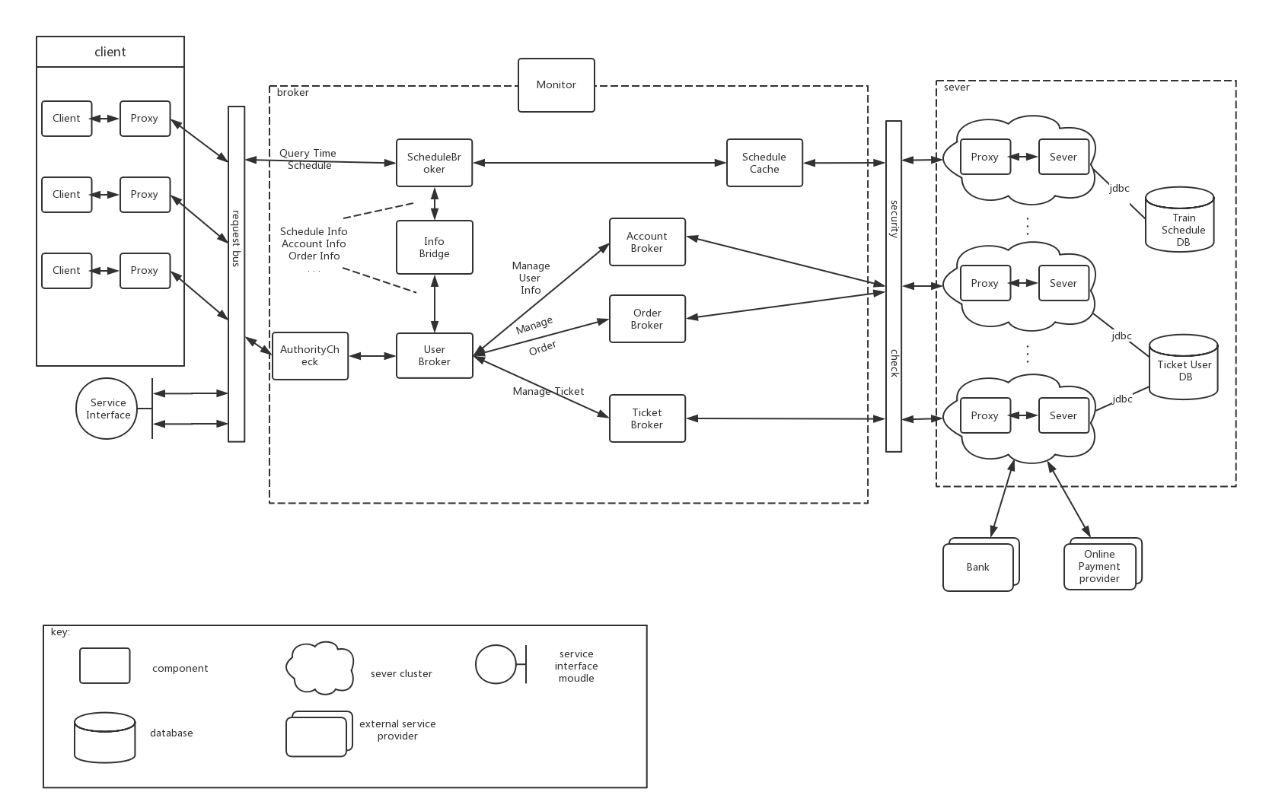 client
Client
Proxy
Client
Proxy
Client
Proxy
Service
Interface
request bus
broker
Monitor
Query Time
Schedule
ScheduleBr
oker
Schedule
Cache
Schedule Info
Account Info
Order Info
. . .
Info
Bridge
AuthorityCh
eck
User
Broker
Manage
User
Info
Manage
Order
Manage Ticket
Account
Broker
Order
Broker
Ticket
Broker
security
check
sever
Proxy
Sever
jdbc
Train
Schedule
DB
Proxy
Sever
jdbc
Ticket User
DB
Proxy
Sever
jdbc
Bank
Online
Payment
provider
key:
component
sever cluster
service
interface
moudle
database
external service
provider